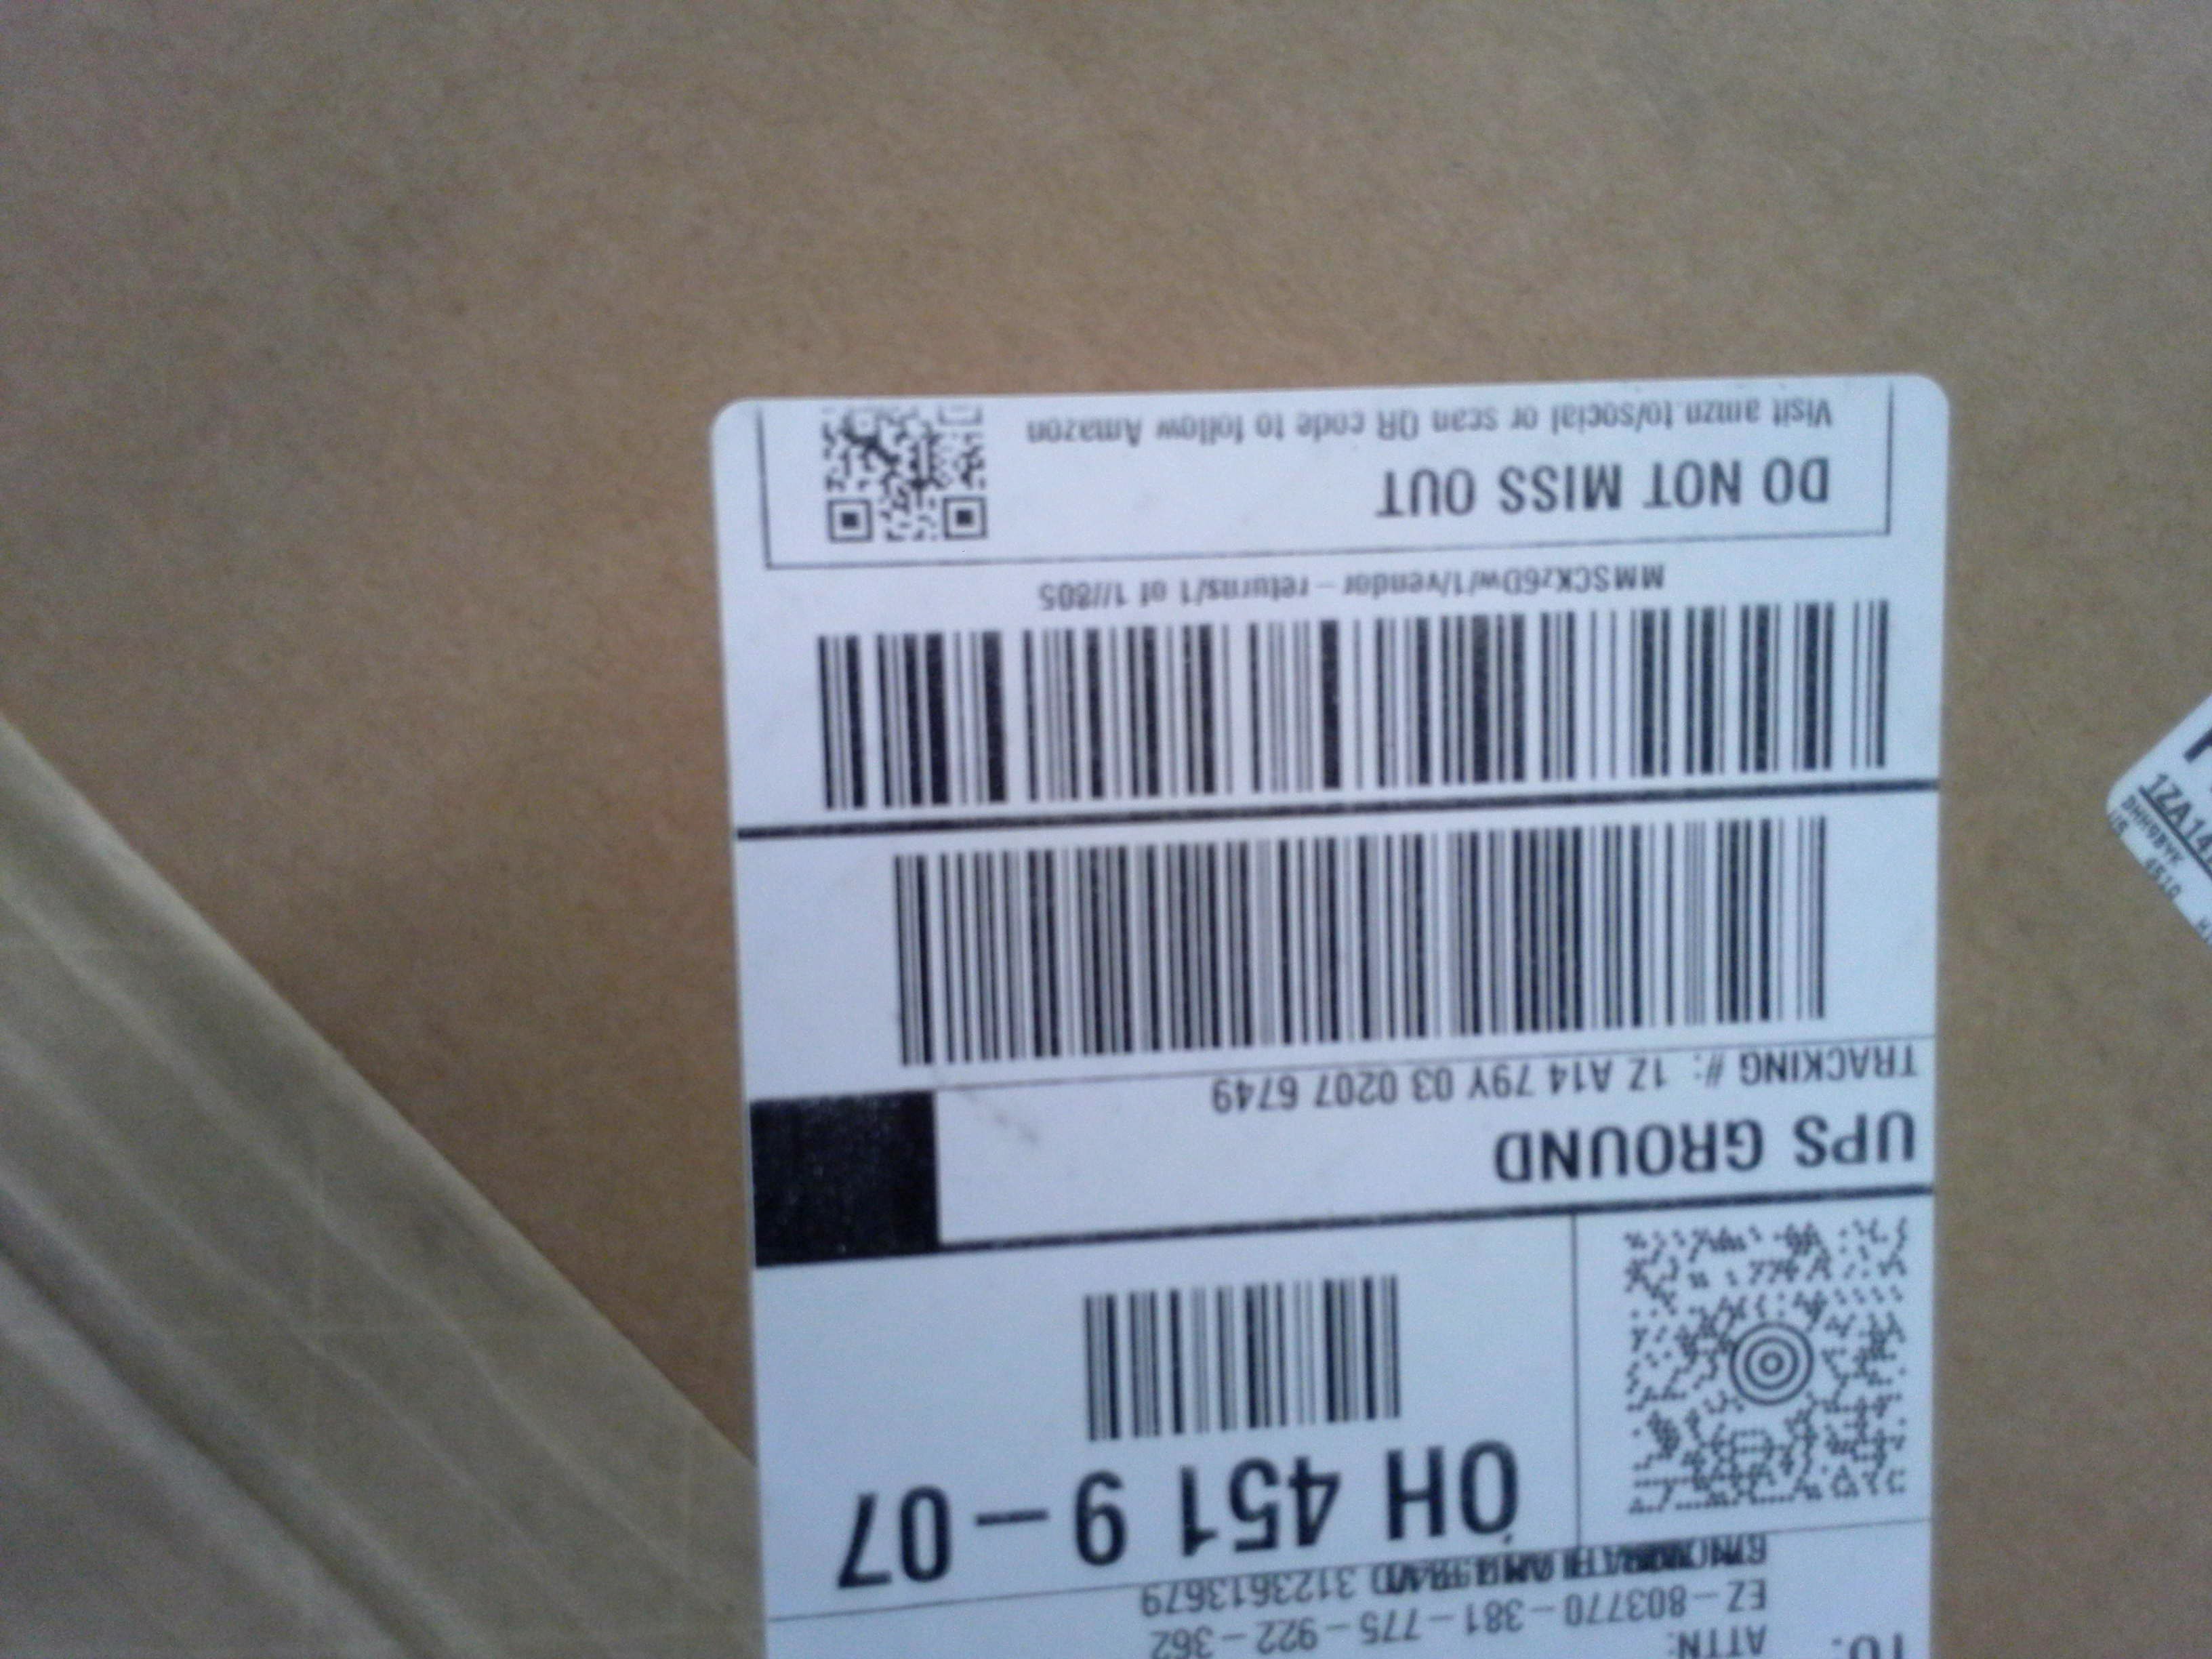 TO:
ATTN:
EZ-803770-381-775-922-362
3123613679
OH 451 9-07
UPS GROUND
TRACKING #: 1Z A14 79Y 03 0207 6749
MMSCKz6Dw/1/vendor-returns/1 of 1//805
DO NOT MISS OUT
Visit amzn.to/social or scan QR code to follow Amazon
1ZA14